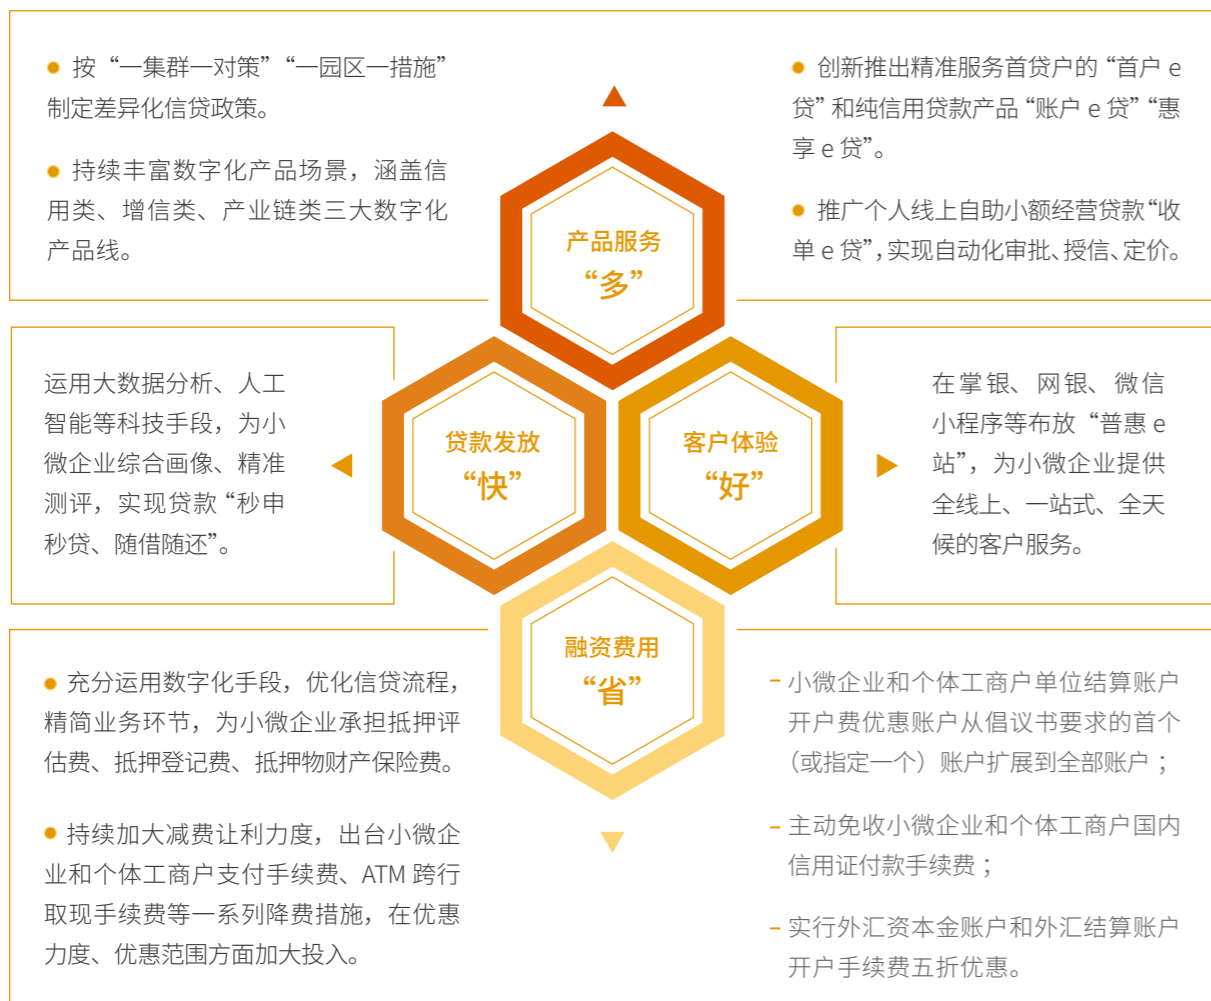 ● 按“一集群一对策”“一园区一措施”
制定差异化信贷政策。
● 持续丰富数字化产品场景，涵盖信
用类、增信类、产业链类三大数字化
产品线。
● 创新推出精准服务首贷户的“首户 e
贷”和纯信用贷款产品“账户 e 贷”“惠
享 e 贷”。
● 推广个人线上自助小额经营贷款“收
单 e 贷”，实现自动化审批、授信、定价。
产品服务
“多”
运用大数据分析、人工
智能等科技手段，为小
微企业综合画像、精准
测评，实现贷款“秒申
秒贷、随借随还”。
贷款发放
“快”
客户体验
“好”
在掌银、网银、微信
小程序等布放“普惠 e
站”，为小微企业提供
全线上、一站式、全天
候的客户服务。
融资费用
“省”
● 充分运用数字化手段，优化信贷流程，
精简业务环节，为小微企业承担抵押评
估费、抵押登记费、抵押物财产保险费。
● 持续加大减费让利力度，出台小微企
业和个体工商户支付手续费、ATM 跨行
取现手续费等一系列降费措施，在优惠
力度、优惠范围方面加大投入。
– 小微企业和个体工商户单位结算账户
开户费优惠账户从倡议书要求的首个
（或指定一个）账户扩展到全部账户；
– 主动免收小微企业和个体工商户国内
信用证付款手续费；
– 实行外汇资本金账户和外汇结算账户
开户手续费五折优惠。